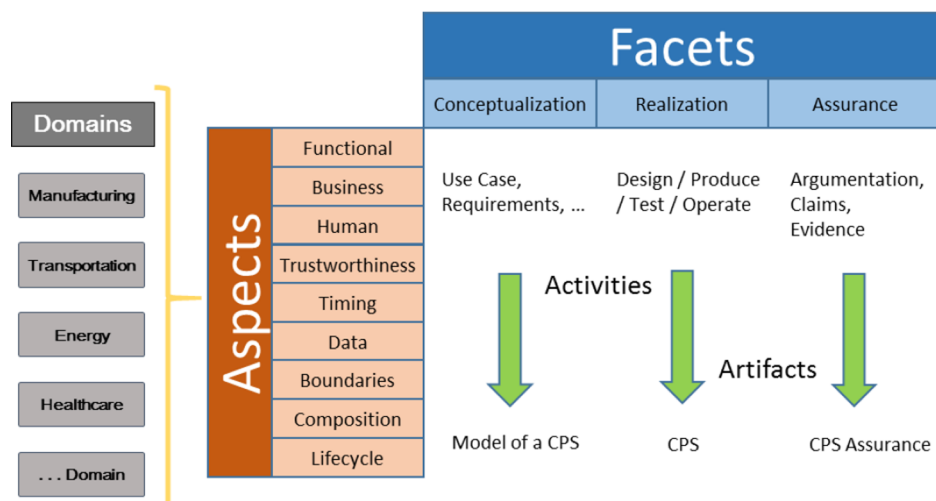 Facets
Conceptualization
Realization
Assurance
Domains
Manufacturing
Transportation
Energy
Healthcare
. . . Domain
Aspects
Functional
Business
Human
Trustworthiness
Timing
Data
Boundaries
Composition
Lifecycle
Use Case,
Requirements, ...
Design / Produce
/ Test / Operate
Argumentation,
Claims,
Evidence
Activities
Artifacts
Model of a CPS
CPS
CPS Assurance